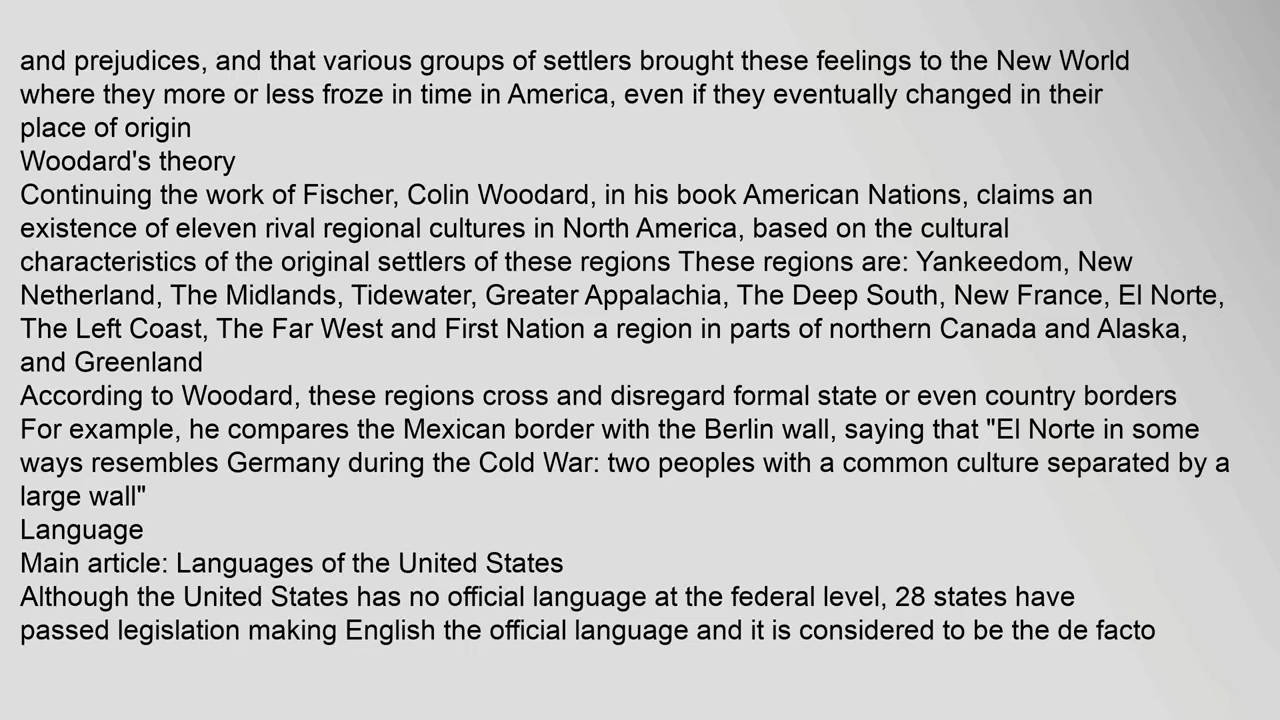 and prejudices, and that various groups of settlers brought these feelings to the New World
where they more or less froze in time in America, even if they eventually changed in their
place of origin
Woodard's theory
Continuing the work of Fischer, Colin Woodard, in his book American Nations, claims an
existence of eleven rival regional cultures in North America, based on the cultural
characteristics of the original settlers of these regions These regions are: Yankeedom, New
Netherland, The Midlands, Tidewater, Greater Appalachia, The Deep South, New France, El Norte,
The Left Coast, The Far West and First Nation a region in parts of northern Canada and Alaska,
and Greenland
According to Woodard, these regions cross and disregard formal state or even country borders
For example, he compares the Mexican border with the Berlin wall, saying that "El Norte in some
ways resembles Germany during the Cold War: two peoples with a common culture separated by a
large wall"
Language
Main article: Languages of the United States
Although the United States has no official language at the federal level, 28 states have
passed legislation making English the official language and it is considered to be the de facto